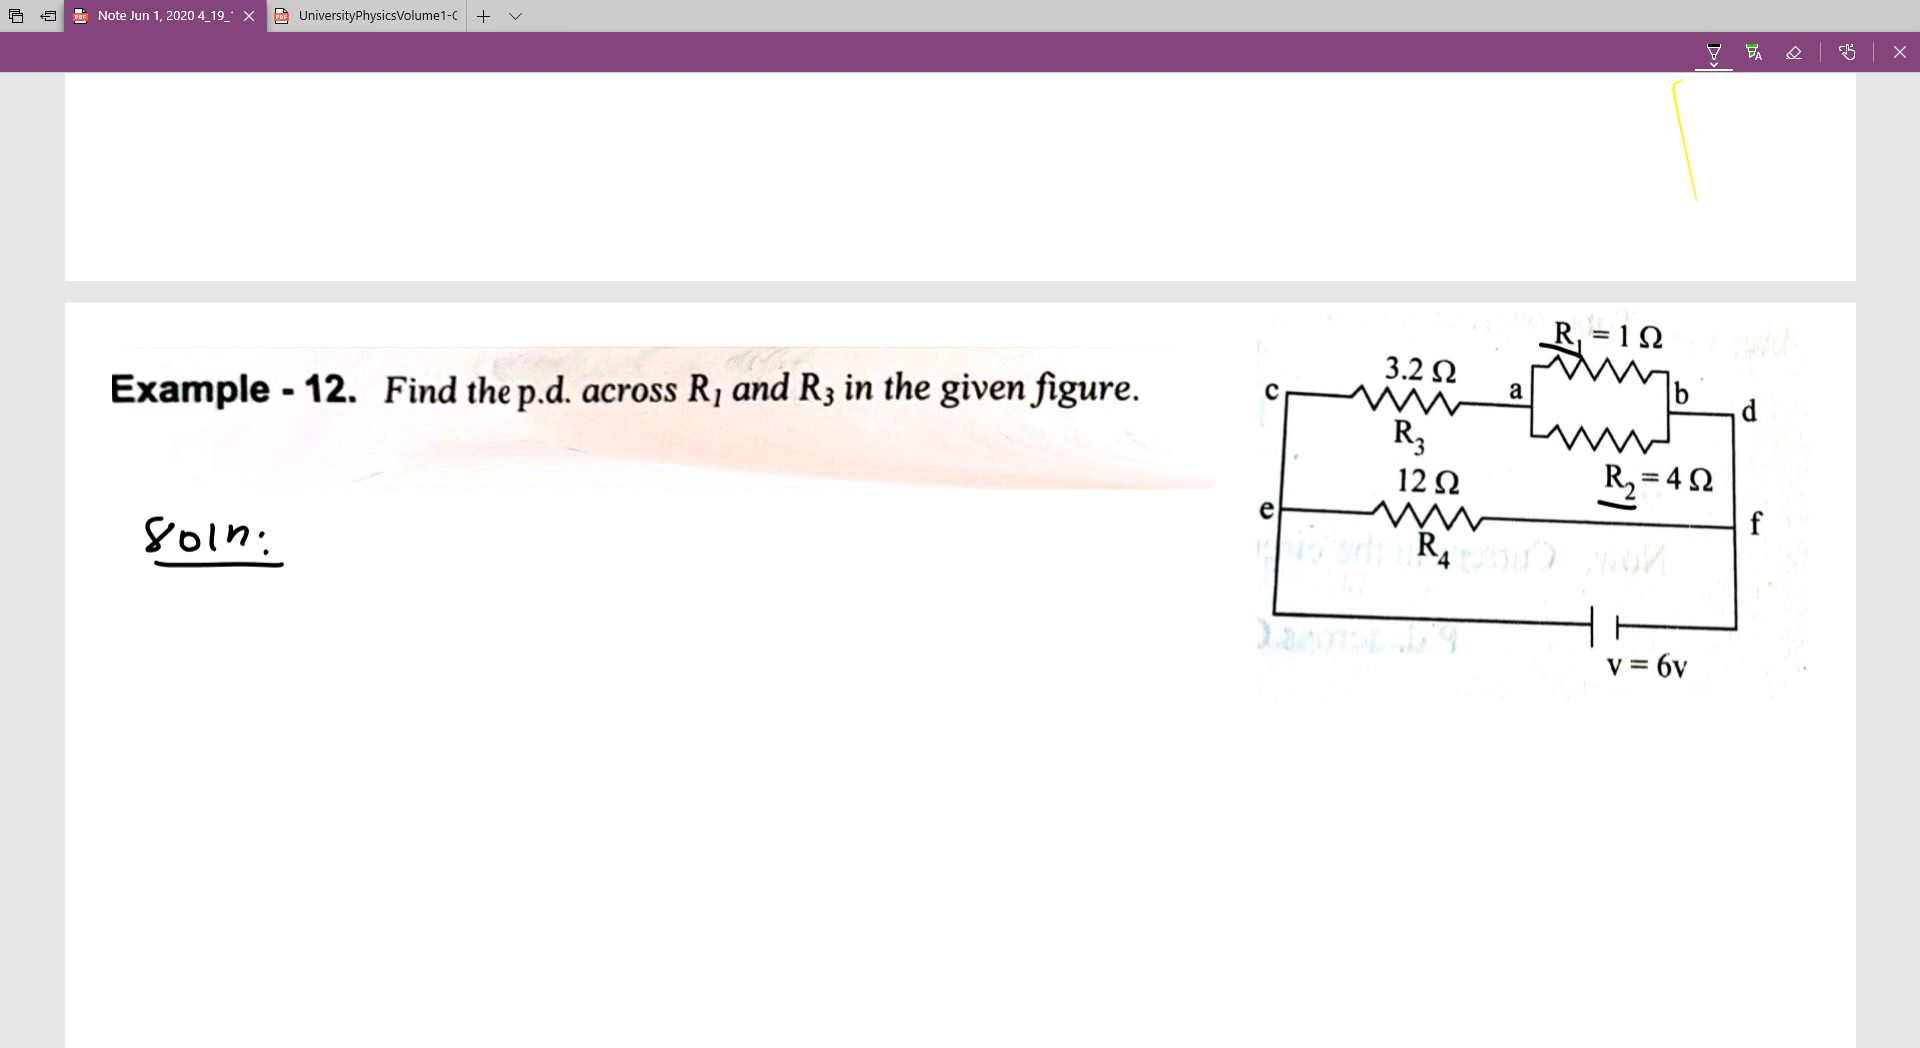 Note Jun 1, 2020 4_19_
UniversityPhysicsVolume1-
Example - 12. Find the p.d. across R1 and R3 in the given figure.
Soln:
R1 = 1 Ω
3.2 Ω
c
a
b
d
R3
12 Ω
R2 = 4 Ω
e
f
R4
v = 6v